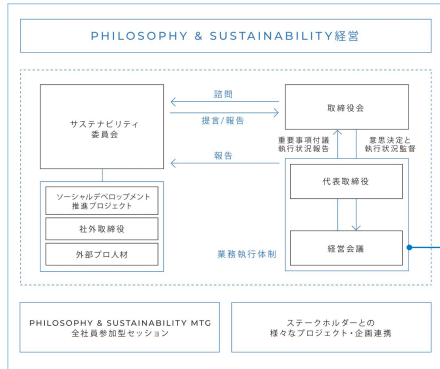 PHILOSOPHY & SUSTAINABILITY経営
諮問
提言/報告
サステナビリティ
委員会
取締役会
重要事項付議
執行状況報告
意思決定と
執行状況監督
報告
ソーシャルデベロップメント
推進プロジェクト
社外取締役
外部プロ人材
代表取締役
経営会議
業務執行体制
PHILOSOPHY & SUSTAINABILITY MTG
全社員参加型セッション
ステークホルダーとの
様々なプロジェクト・企画連携